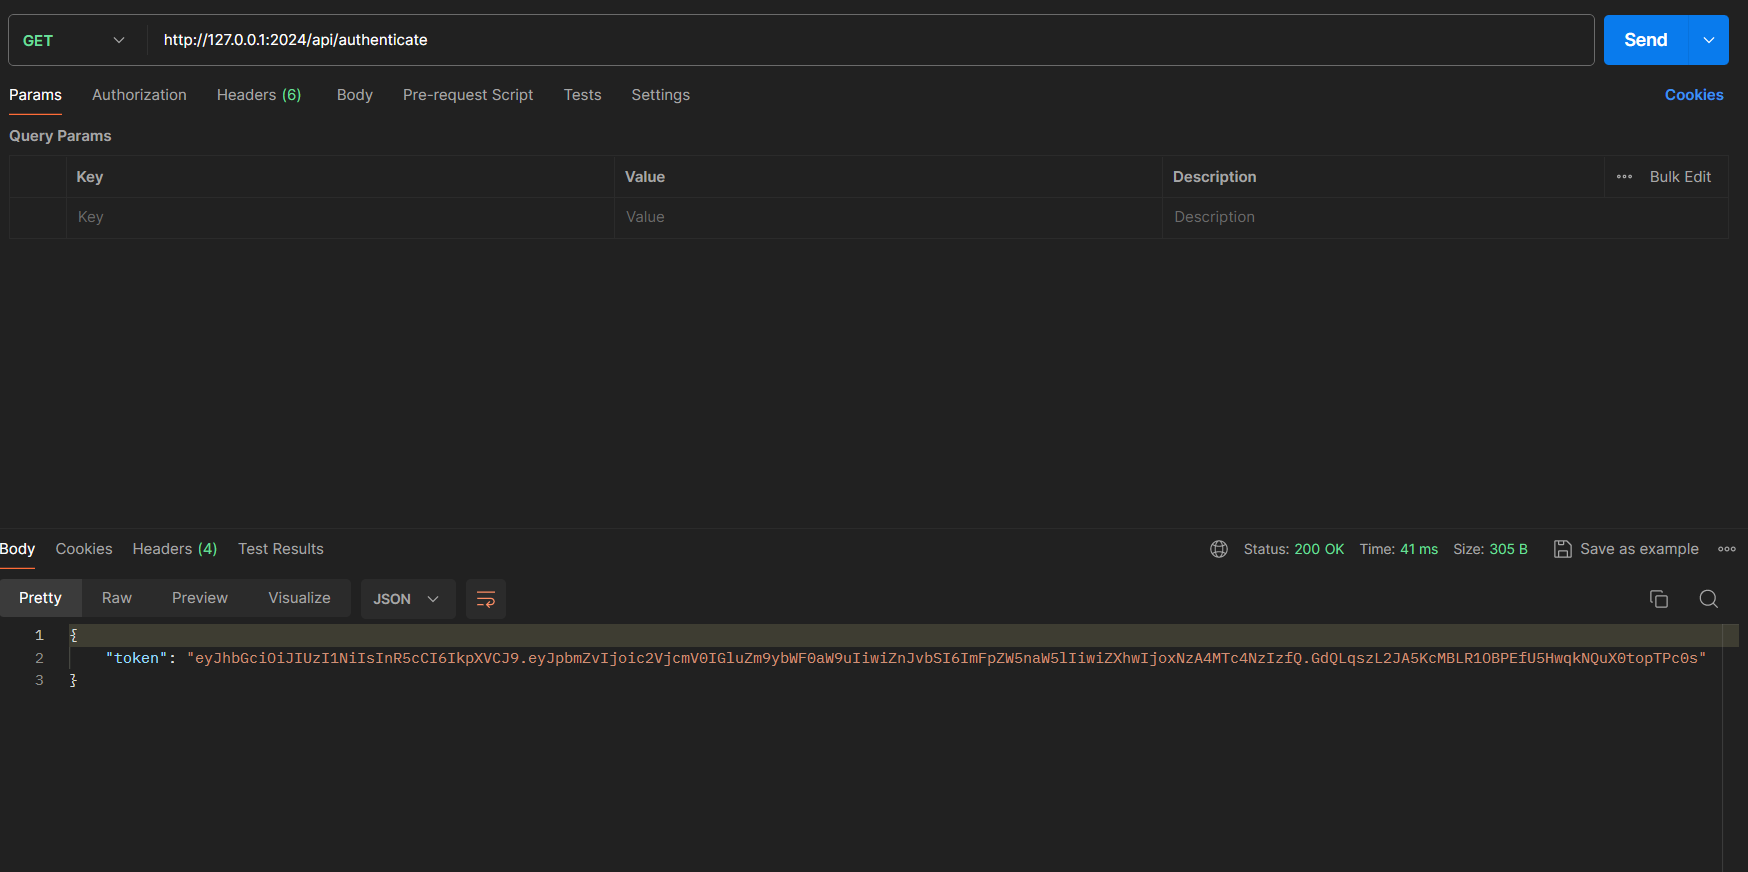 GET http://127.0.0.1:2024/api/authenticate Send
Params Authorization Headers (6) Body Pre-request Script Tests Settings Cookies
Query Params
Key Value Description Bulk Edit
Key Value Description
Body Cookies Headers (4) Test Results Status: 200 OK Time: 41 ms Size: 305 B Save as example
Pretty Raw Preview Visualize JSON
1 {
2 "token": "eyJhbGciOiJIUzI1NiIsInR5cCI6IkpXVCJ9.eyJpbmZvIjoic2VjcmV0IGluZm9ybWF0aW9uIiwiZnJvbSI6ImFpZW5naW5lIiwiZXhwIjoxNzA4MTc4NzIzfQ.GdQLqszL2JA5KcMBLR1OBPEfU5HwqkNQuX0topTPc0s"
3 }